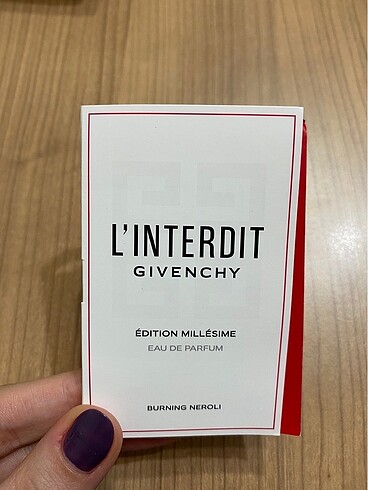 L'INTERDIT
GIVENCHY
ÉDITION MILLÉSIME
EAU DE PARFUM
BURNING NEROLI